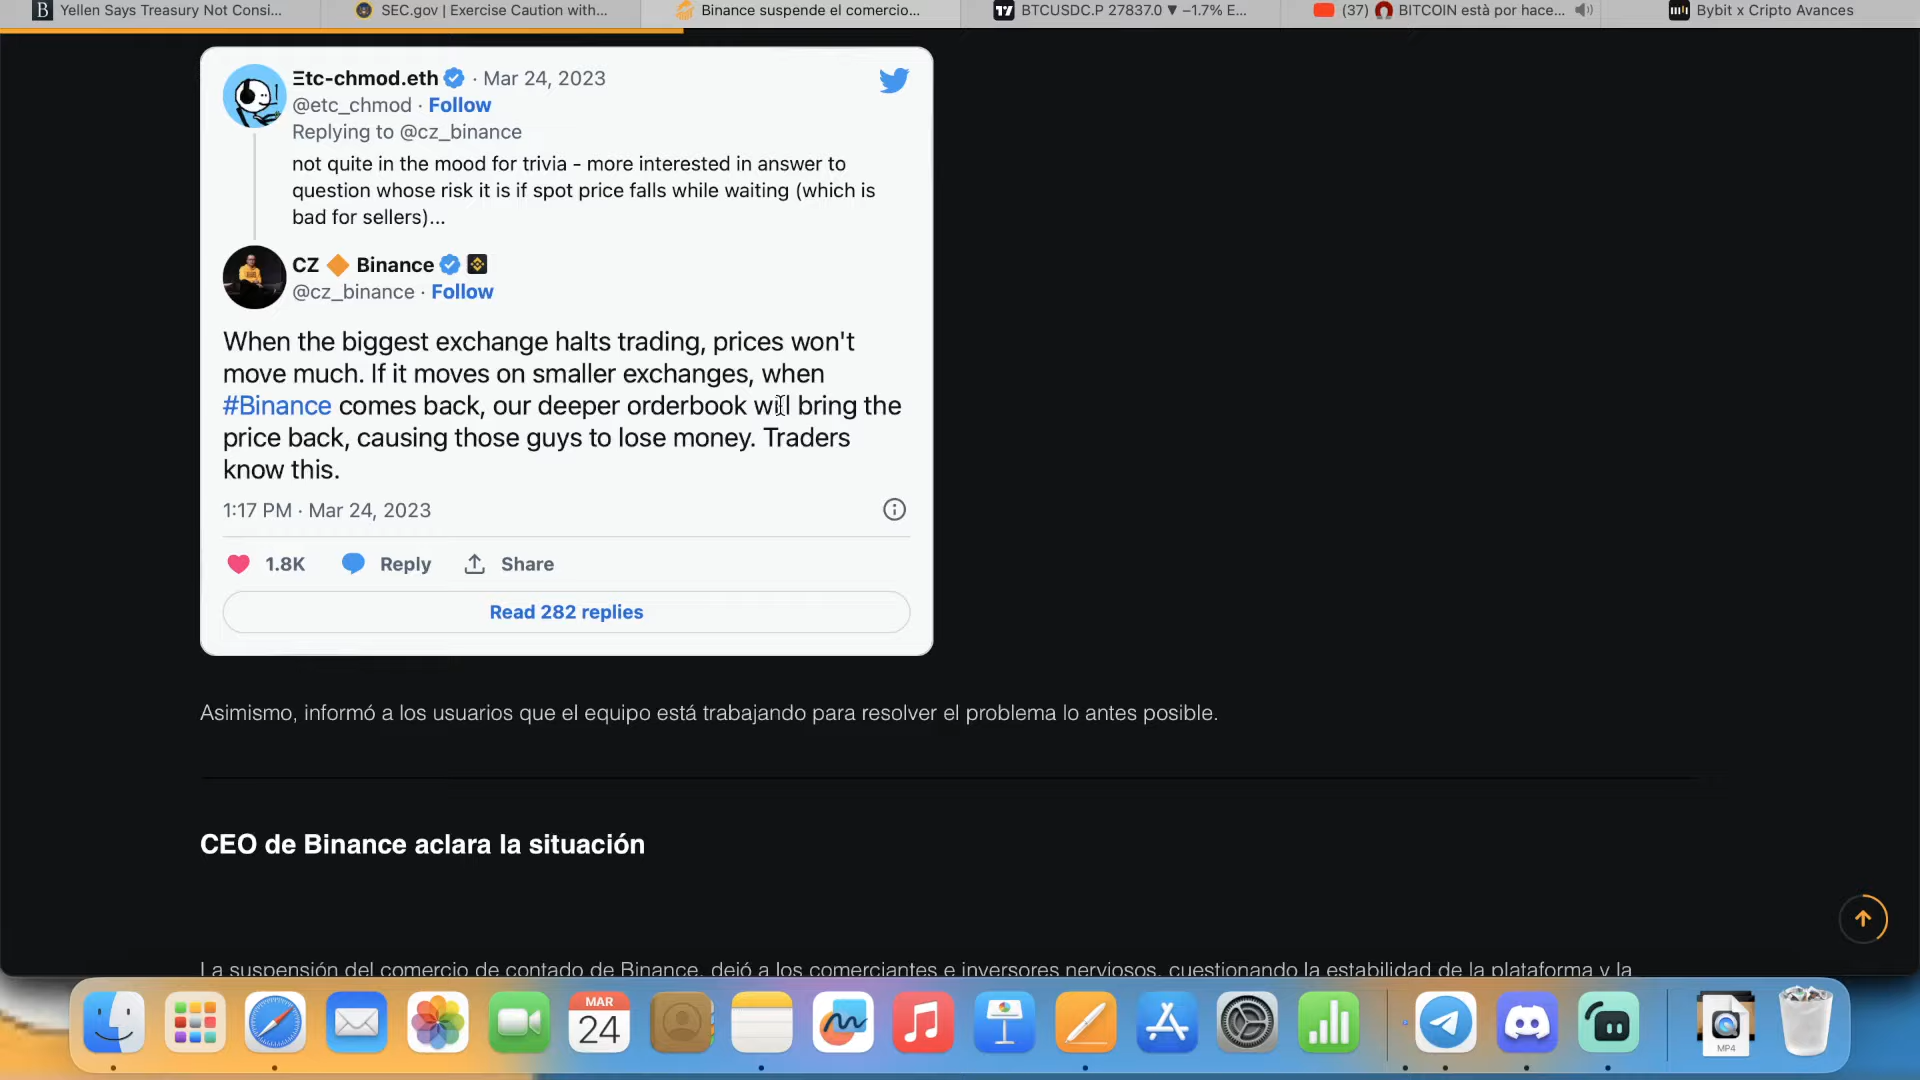 B Yellen Says Treasury Not Consi...
SEC.gov | Exercise Caution with...
Binance suspende el comercio...
BTCUSDC.P 27837.0 ▼ −1.7% E...
(37) BITCOIN està por hace...
Bybit x Cripto Avances
Ξtc-chmod.eth · Mar 24, 2023
@etc_chmod · Follow
Replying to @cz_binance
not quite in the mood for trivia - more interested in answer to
question whose risk it is if spot price falls while waiting (which is
bad for sellers)...
CZ 🔶 Binance
@cz_binance · Follow
When the biggest exchange halts trading, prices won't
move much. If it moves on smaller exchanges, when
#Binance comes back, our deeper orderbook will bring the
price back, causing those guys to lose money. Traders
know this.
1:17 PM · Mar 24, 2023
1.8K Reply Share
Read 282 replies
Asimismo, informó a los usuarios que el equipo está trabajando para resolver el problema lo antes posible.
CEO de Binance aclara la situación
La suspensión del comercio de contado de Binance, dejó a los comerciantes e inversores nerviosos, cuestionando la estabilidad de la plataforma y la
MAR
24
MP4